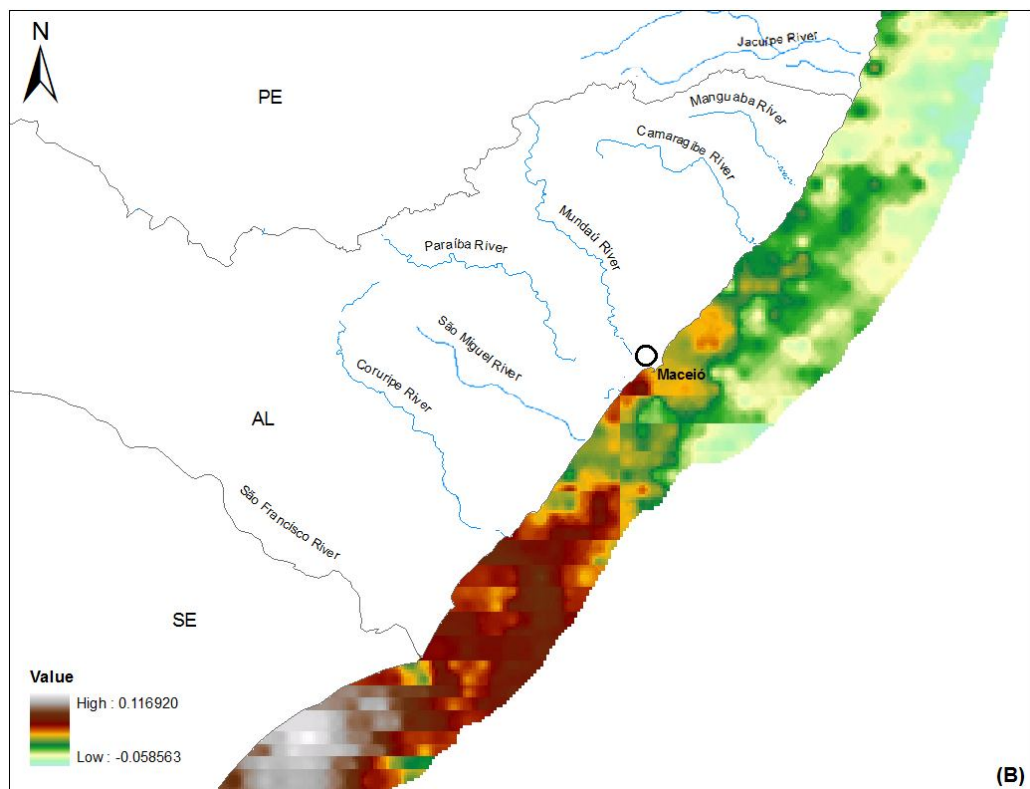 N
Jacuípe River
PE
Manguaba River
Camaragibe River
Mundaú River
Paraíba River
São Miguel River
Coruripe River
Maceió
AL
São Francisco River
SE
Value
High : 0.116920
Low : -0.058563
(B)